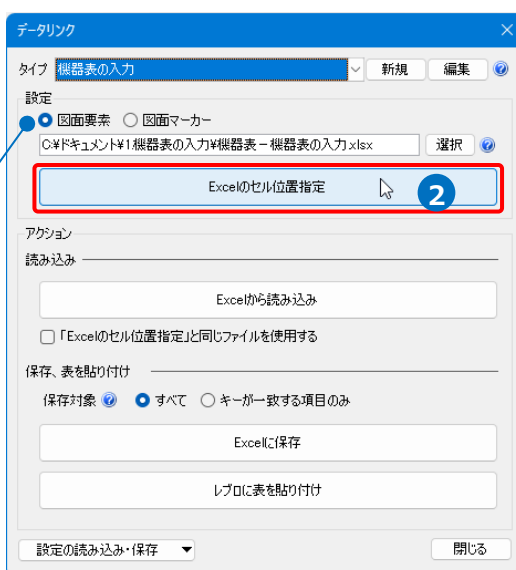 データリンク
タイプ 機器表の入力 新規 編集
設定
図面要素 図面マーカー
C:¥ドキュメント¥1.機器表の入力¥機器表－機器表の入力.xlsx 選択
Excelのセル位置指定 2
アクション
読み込み
Excelから読み込み
「Excelのセル位置指定」と同じファイルを使用する
保存、表を貼り付け
保存対象 すべて キーが一致する項目のみ
Excelに保存
レブロに表を貼り付け
設定の読み込み・保存 閉じる